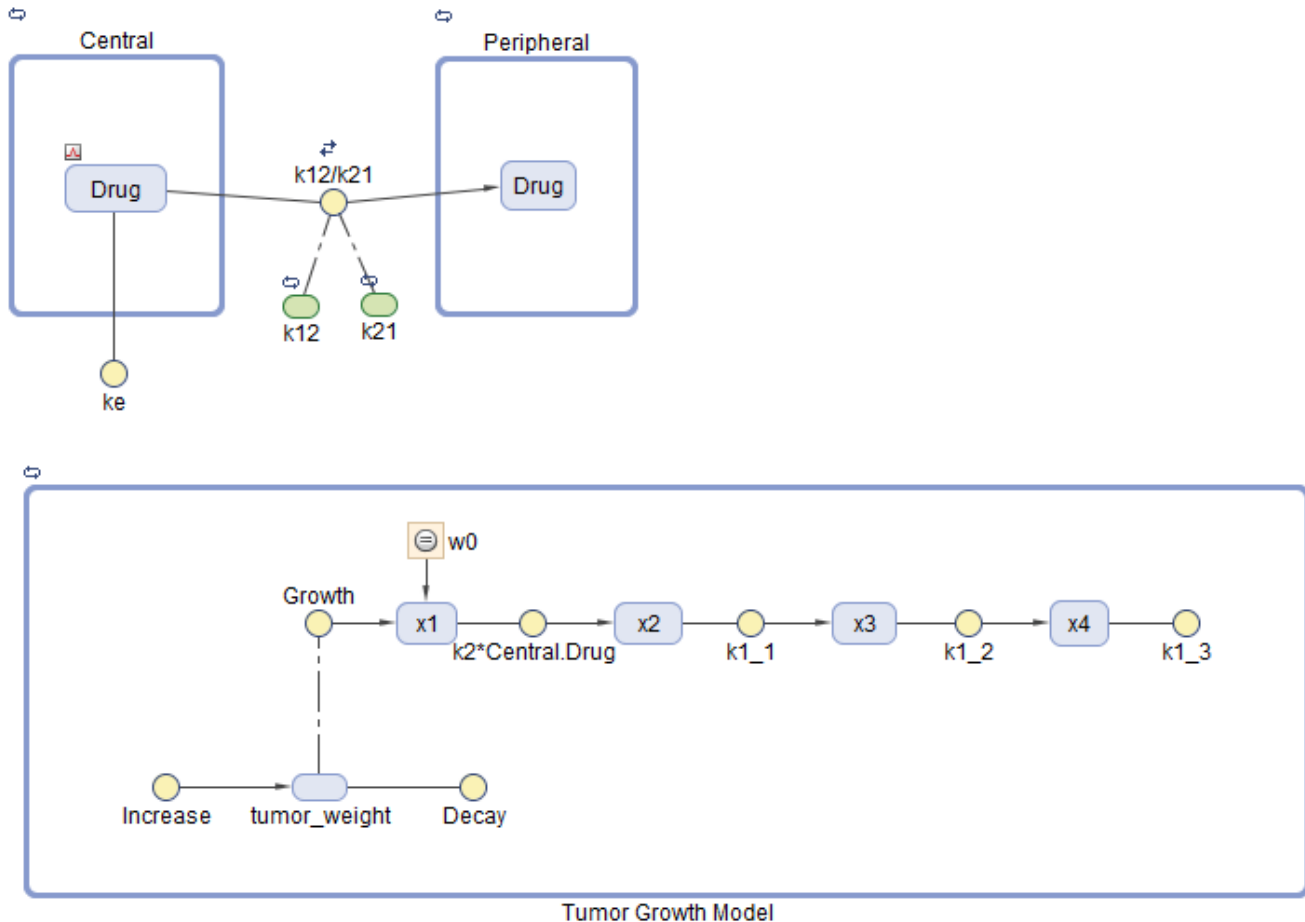 Central
Peripheral
Drug
k12/k21
Drug
k12
k21
ke
w0
Growth
x1
x2
x3
x4
k2*Central.Drug
k1_1
k1_2
k1_3
Increase
tumor_weight
Decay
Tumor Growth Model